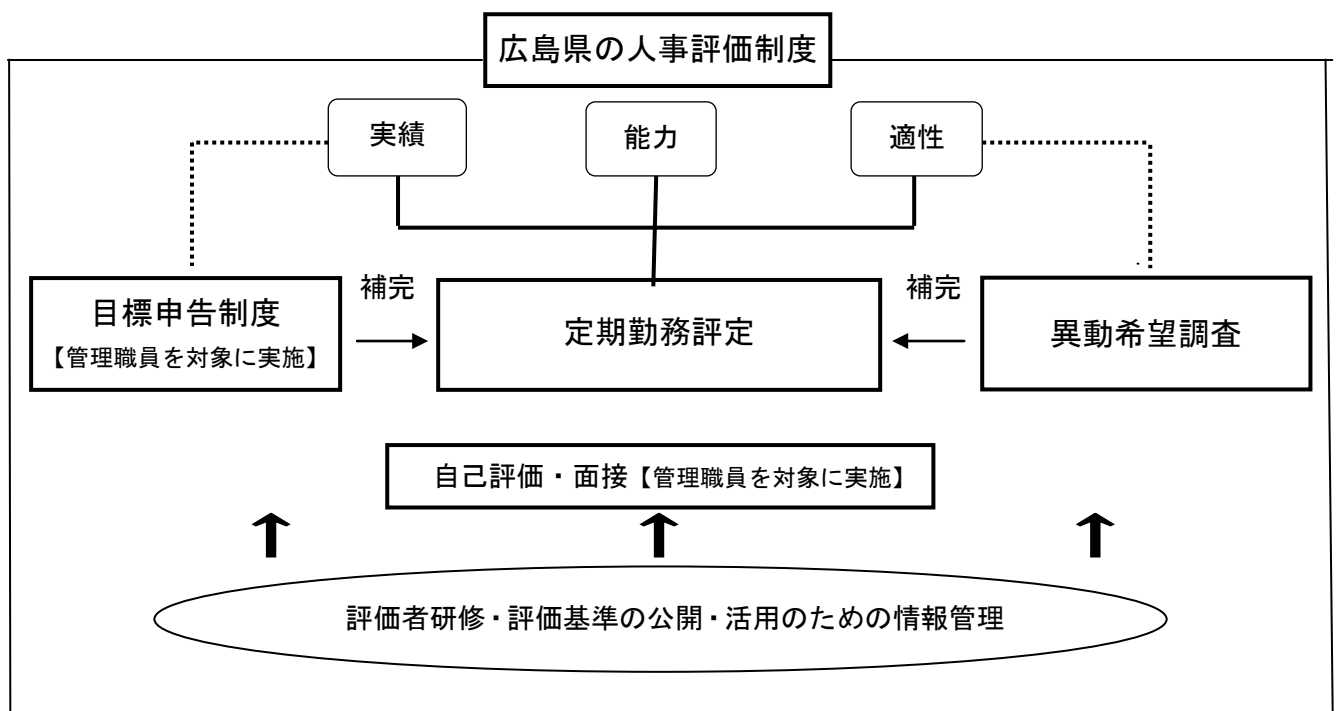 広島県の人事評価制度
実績
能力
適性
補完
補完
目標申告制度
【管理職員を対象に実施】
定期勤務評定
異動希望調査
自己評価・面接【管理職員を対象に実施】
評価者研修・評価基準の公開・活用のための情報管理